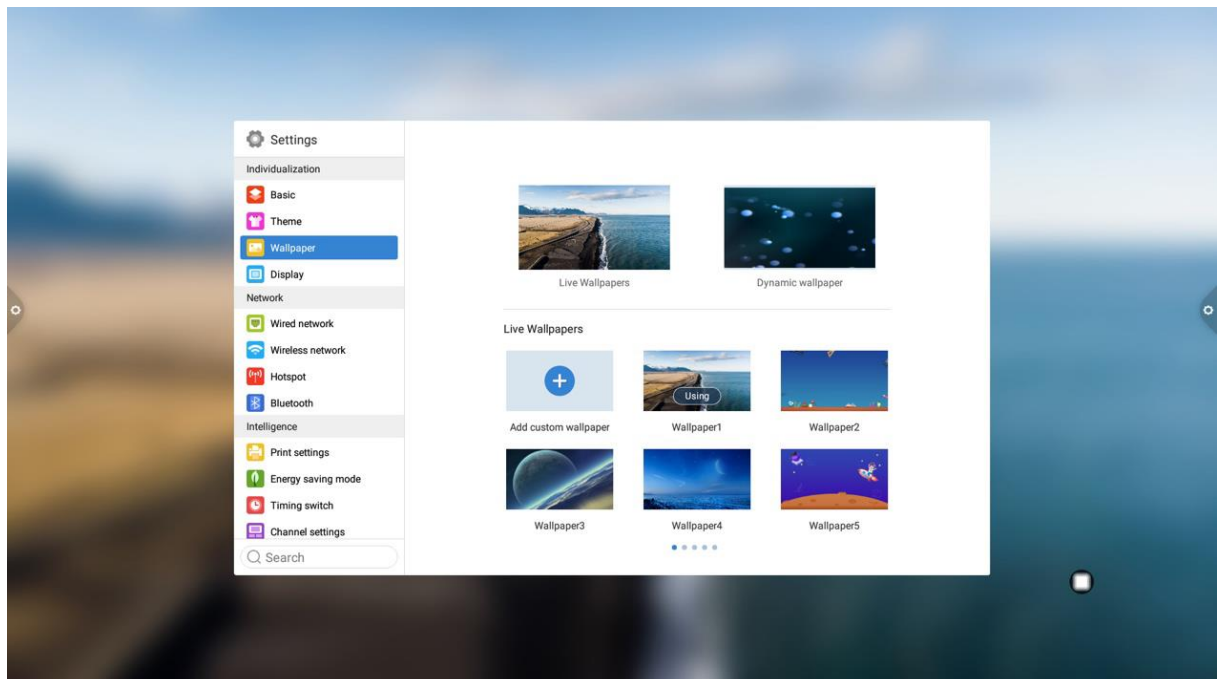 Settings
Individualization
Basic
Theme
Wallpaper
Display
Network
Wired network
Wireless network
Hotspot
Bluetooth
Intelligence
Print settings
Energy saving mode
Timing switch
Channel settings
Search
Live Wallpapers
Dynamic wallpaper
Live Wallpapers
Using
Add custom wallpaper
Wallpaper1
Wallpaper2
Wallpaper3
Wallpaper4
Wallpaper5